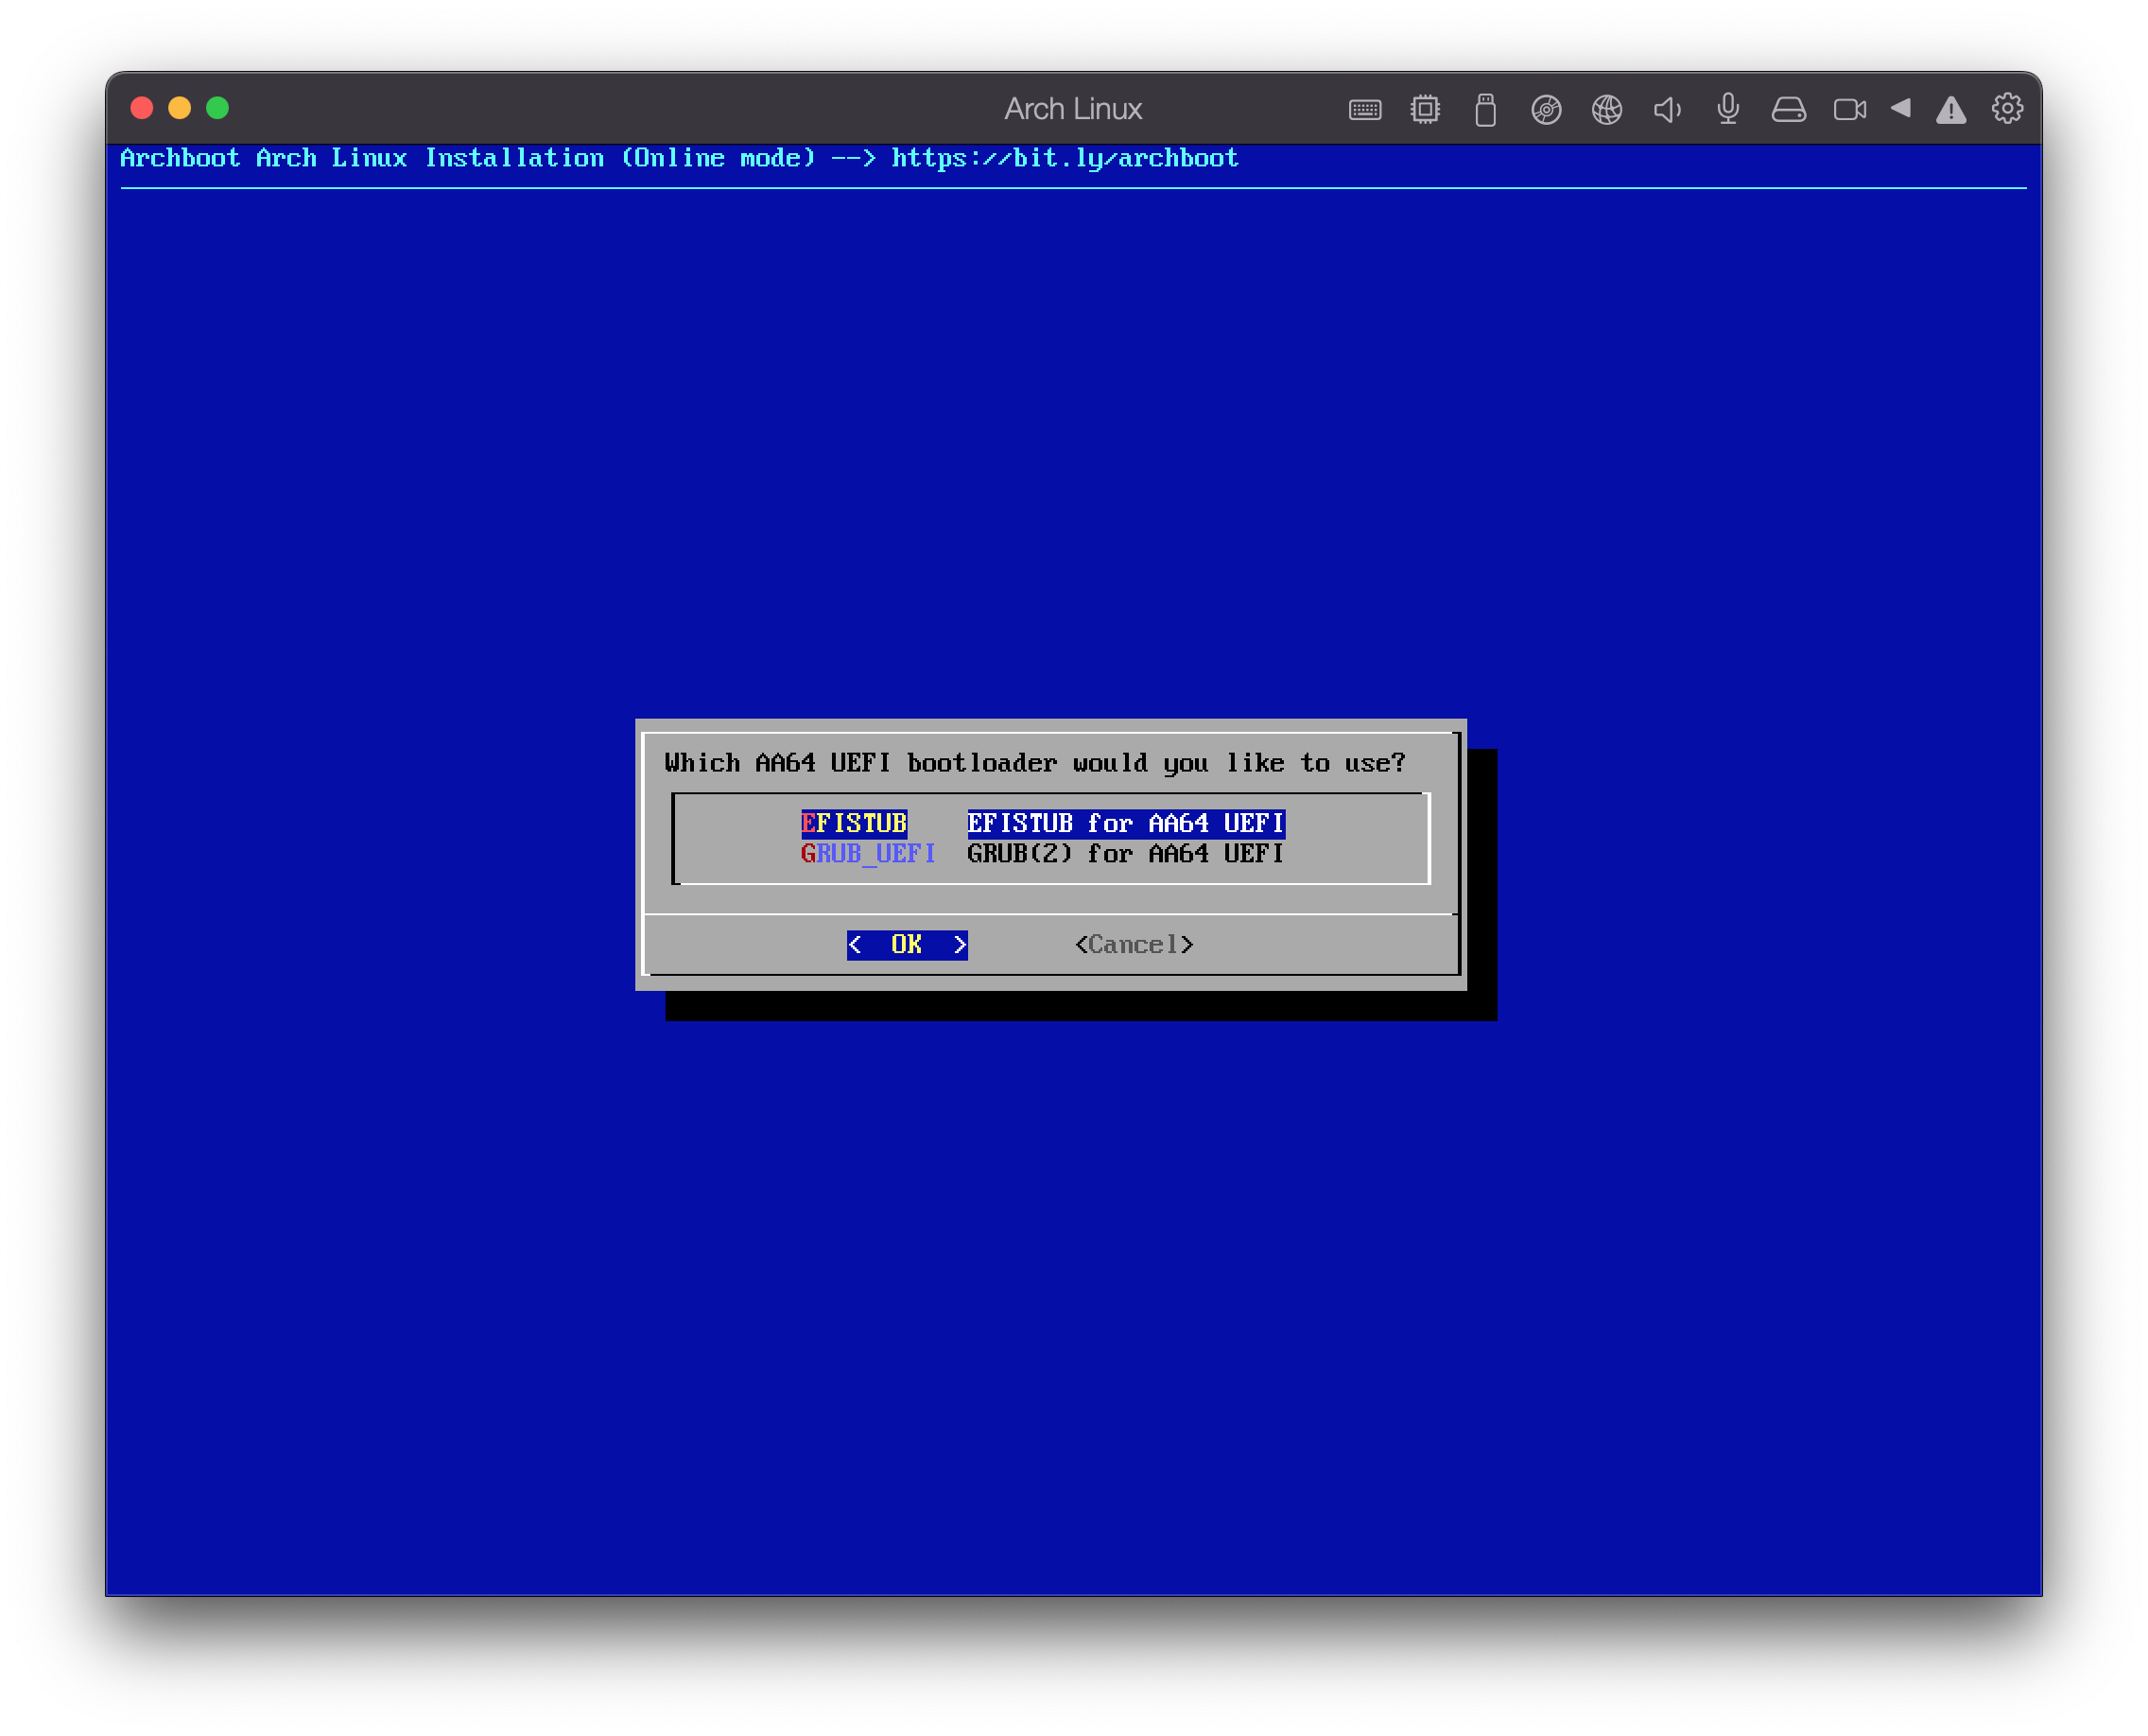 Arch Linux
Archboot Arch Linux Installation (Online mode) --> https://bit.ly/archboot
Which AA64 UEFI bootloader would you like to use?
EFISTUB EFISTUB for AA64 UEFI
GRUB_UEFI GRUB(2) for AA64 UEFI
< OK > <Cancel>